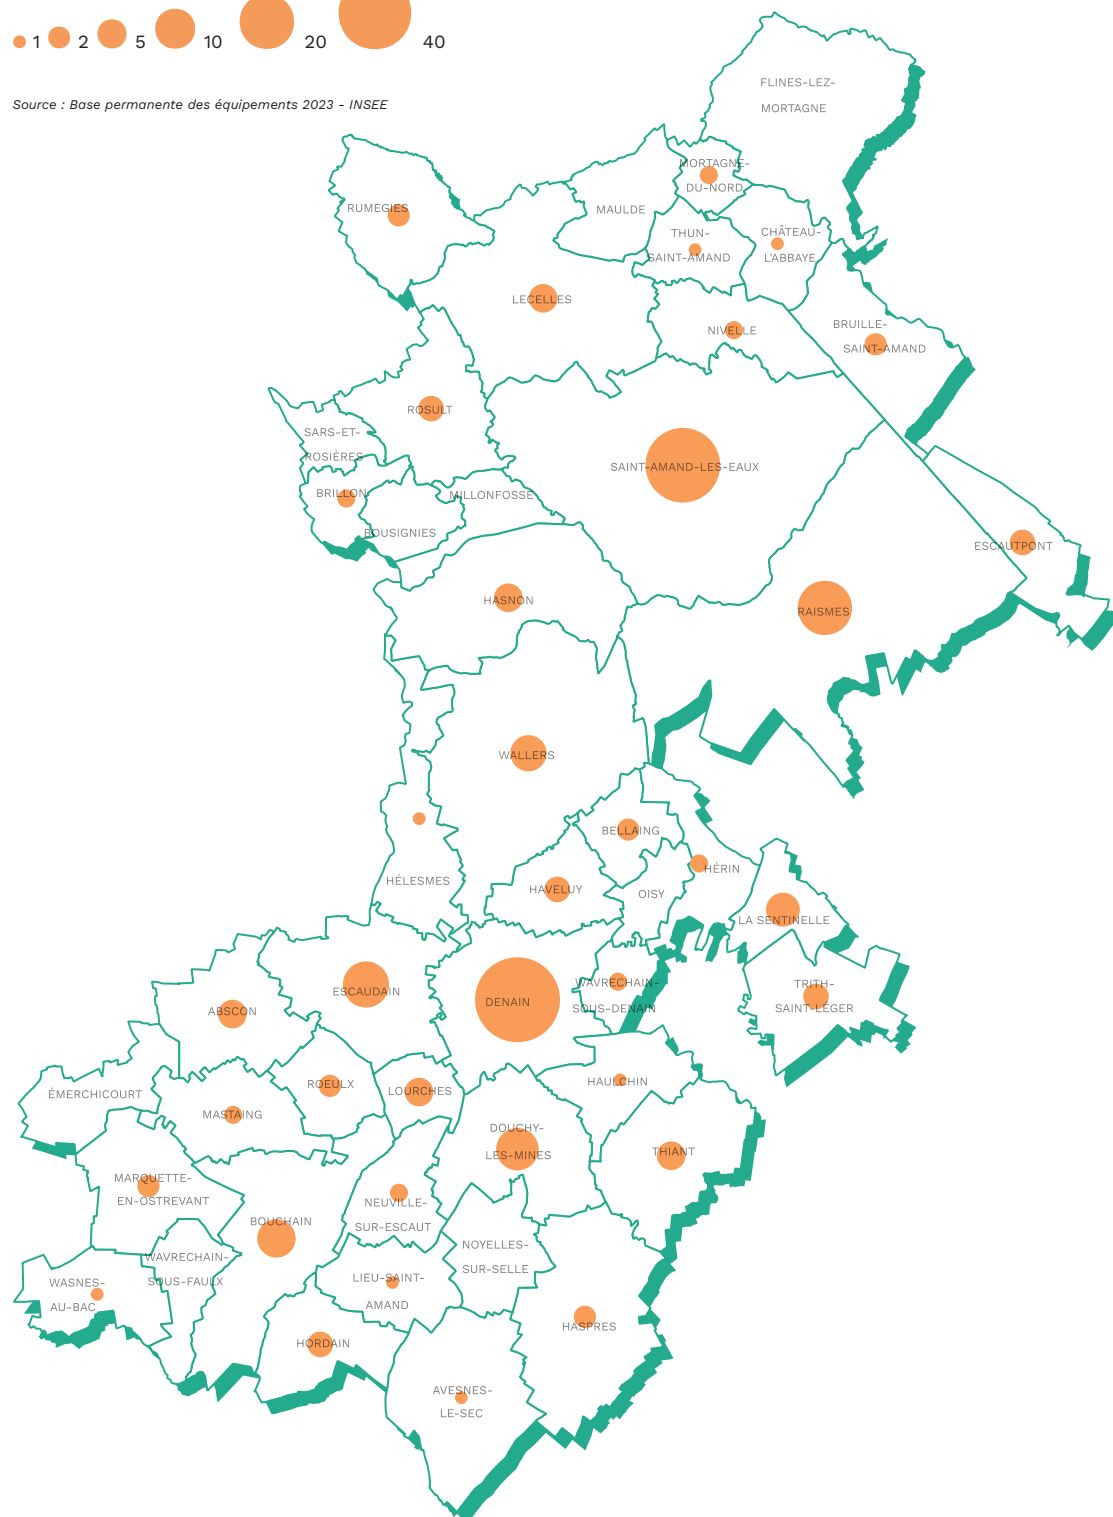 1 2 5 10 20 40
Source : Base permanente des équipements 2023 - INSEE
FLINES-LEZ-
MORTAGNE
MORTAGNE-
DU-NORD
RUMEGIES
MAULDE
THUN-
SAINT-AMAND
CHÂTEAU-
L'ABBAYE
LECELLES
NIVELLE
BRUILLE-
SAINT-AMAND
ROSULT
SARS-ET-
ROSIÈRES
SAINT-AMAND-LES-EAUX
BRILLON
MILLONFOSSE
BOUSIGNIES
ESCAUTPONT
HASNON
RAISMES
WALLERS
BELLAING
HÉRIN
HÉLESMES
HAVELUY
OISY
LA SENTINELLE
ESCAUDAIN
DENAIN
WAVRECHAIN-
SOUS-DENAIN
TRITH-
SAINT-LÉGER
ABSCON
ÉMERCHICOURT
ROEULX
LOURCHES
HAULCHIN
MASTAING
DOUCHY-
LES-MINES
THIANT
MARQUETTE-
EN-OSTREVANT
NEUVILLE-
SUR-ESCAUT
BOUCHAIN
NOYELLES-
SUR-SELLE
WAVRECHAIN-
SOUS-FAULX
WASNES-
AU-BAC
LIEU-SAINT-
AMAND
HORDAIN
HASPRES
AVESNES-
LE-SEC